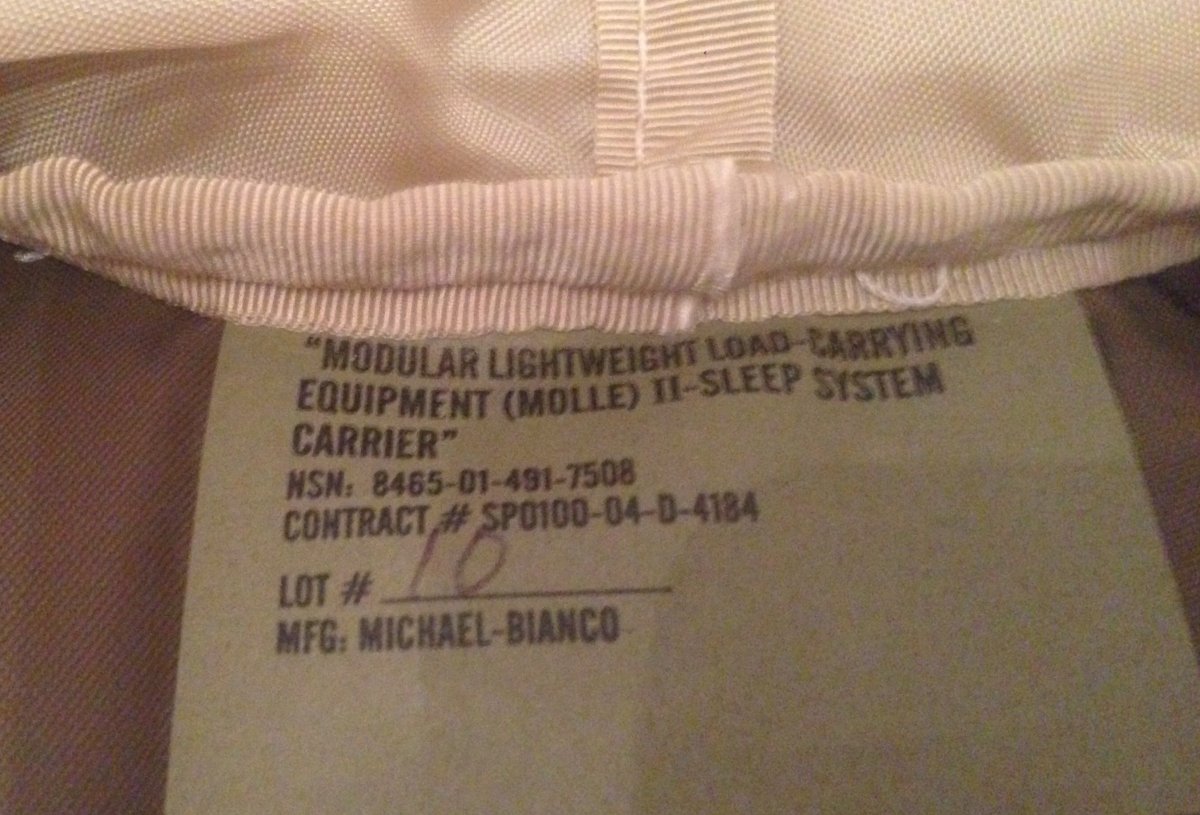 "MODULAR LIGHTWEIGHT LOAD-CARRYING
EQUIPMENT (MOLLE) II-SLEEP SYSTEM
CARRIER"
NSN: 8465-01-491-7508
CONTRACT # SP0100-04-D-4184
LOT # 10
MFG: MICHAEL-BIANCO